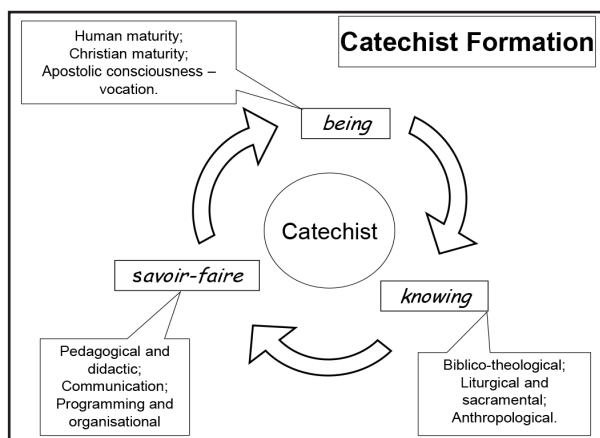 Catechist Formation
Human maturity;
Christian maturity;
Apostolic consciousness –
vocation.
being
Catechist
savoir-faire
knowing
Pedagogical and
didactic;
Communication;
Programming and
organisational
Biblico-theological;
Liturgical and
sacramental;
Anthropological.